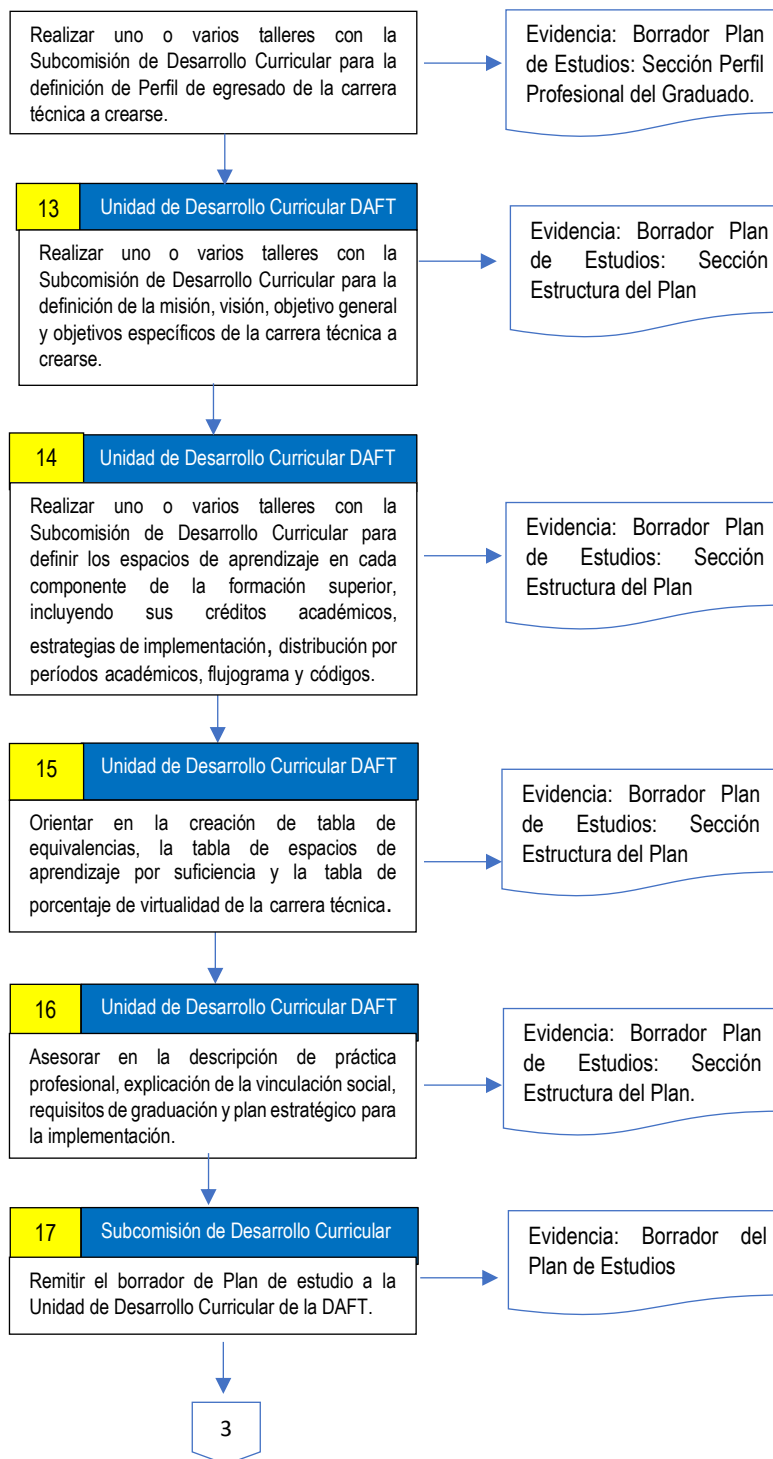 Realizar uno o varios talleres con la
Subcomisión de Desarrollo Curricular para la
definición de Perfil de egresado de la carrera
técnica a crearse.
Evidencia: Borrador Plan
de Estudios: Sección Perfil
Profesional del Graduado.
13 Unidad de Desarrollo Curricular DAFT
Realizar uno o varios talleres con la
Subcomisión de Desarrollo Curricular para la
definición de la misión, visión, objetivo general
y objetivos específicos de la carrera técnica a
crearse.
Evidencia: Borrador Plan
de Estudios: Sección
Estructura del Plan
14 Unidad de Desarrollo Curricular DAFT
Realizar uno o varios talleres con la
Subcomisión de Desarrollo Curricular para
definir los espacios de aprendizaje en cada
componente de la formación superior,
incluyendo sus créditos académicos,
estrategias de implementación, distribución por
períodos académicos, flujograma y códigos.
Evidencia: Borrador Plan
de Estudios: Sección
Estructura del Plan
15 Unidad de Desarrollo Curricular DAFT
Orientar en la creación de tabla de
equivalencias, la tabla de espacios de
aprendizaje por suficiencia y la tabla de
porcentaje de virtualidad de la carrera técnica.
Evidencia: Borrador Plan
de Estudios: Sección
Estructura del Plan
16 Unidad de Desarrollo Curricular DAFT
Asesorar en la descripción de práctica
profesional, explicación de la vinculación social,
requisitos de graduación y plan estratégico para
la implementación.
Evidencia: Borrador Plan
de Estudios: Sección
Estructura del Plan.
17 Subcomisión de Desarrollo Curricular
Remitir el borrador de Plan de estudio a la
Unidad de Desarrollo Curricular de la DAFT.
Evidencia: Borrador del
Plan de Estudios
3